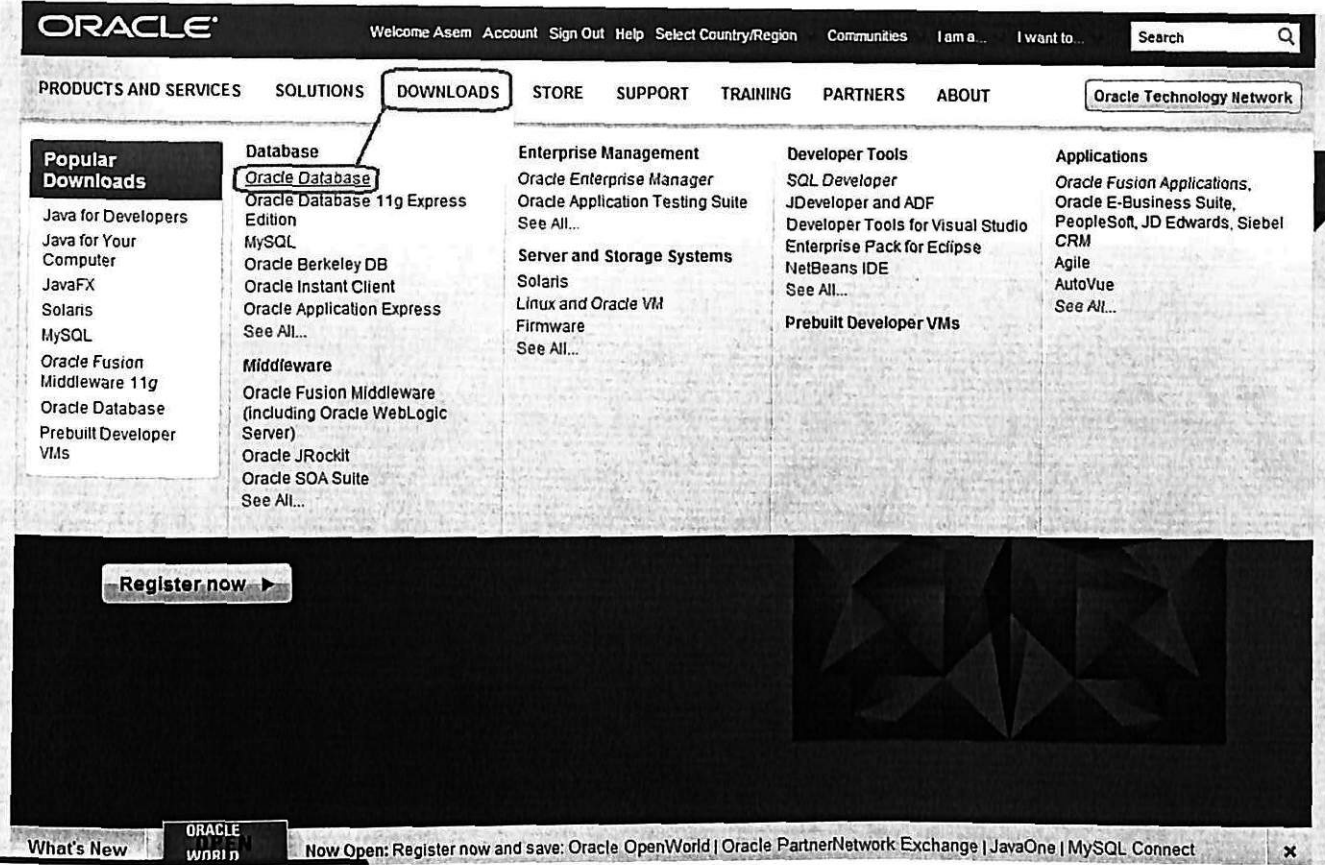 ORACLE
Welcome Asem Account Sign Out Help Select Country/Region Communities I am a... I want to... Search
PRODUCTS AND SERVICES SOLUTIONS DOWNLOADS STORE SUPPORT TRAINING PARTNERS ABOUT Oracle Technology Network
Popular
Downloads
Java for Developers
Java for Your
Computer
JavaFX
Solaris
MySQL
Oracle Fusion
Middleware 11g
Oracle Database
Prebuilt Developer
VMs
Database
Oracle Database
Oracle Database 11g Express
Edition
MySQL
Oracle Berkeley DB
Oracle Instant Client
Oracle Application Express
See All...
Middleware
Oracle Fusion Middleware
(including Oracle WebLogic
Server)
Oracle JRockit
Oracle SOA Suite
See All...
Enterprise Management
Oracle Enterprise Manager
Oracle Application Testing Suite
See All...
Server and Storage Systems
Solaris
Linux and Oracle VM
Firmware
See All...
Developer Tools
SQL Developer
JDeveloper and ADF
Developer Tools for Visual Studio
Enterprise Pack for Eclipse
NetBeans IDE
See All...
Prebuilt Developer VMs
Applications
Oracle Fusion Applications,
Oracle E-Business Suite,
PeopleSoft, JD Edwards, Siebel
CRM
Agile
AutoVue
See All...
Register now
What's New
ORACLE
OPEN
WORLD
Now Open: Register now and save: Oracle OpenWorld | Oracle PartnerNetwork Exchange | JavaOne | MySQL Connect